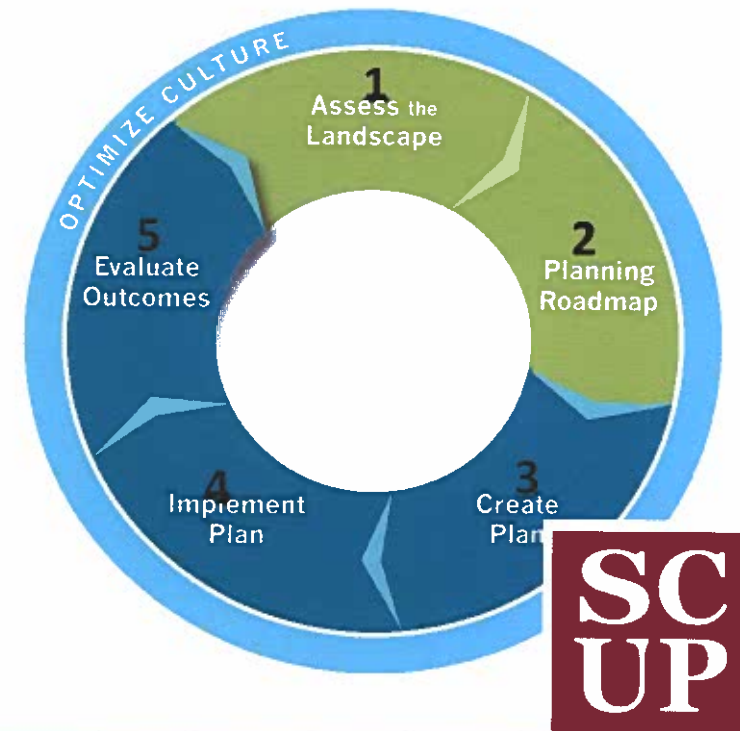 OPTIMIZE CULTURE
1
Assess the
Landscape
2
Planning
Roadmap
3
Create
Plan
4
Implement
Plan
5
Evaluate
Outcomes
SC
UP